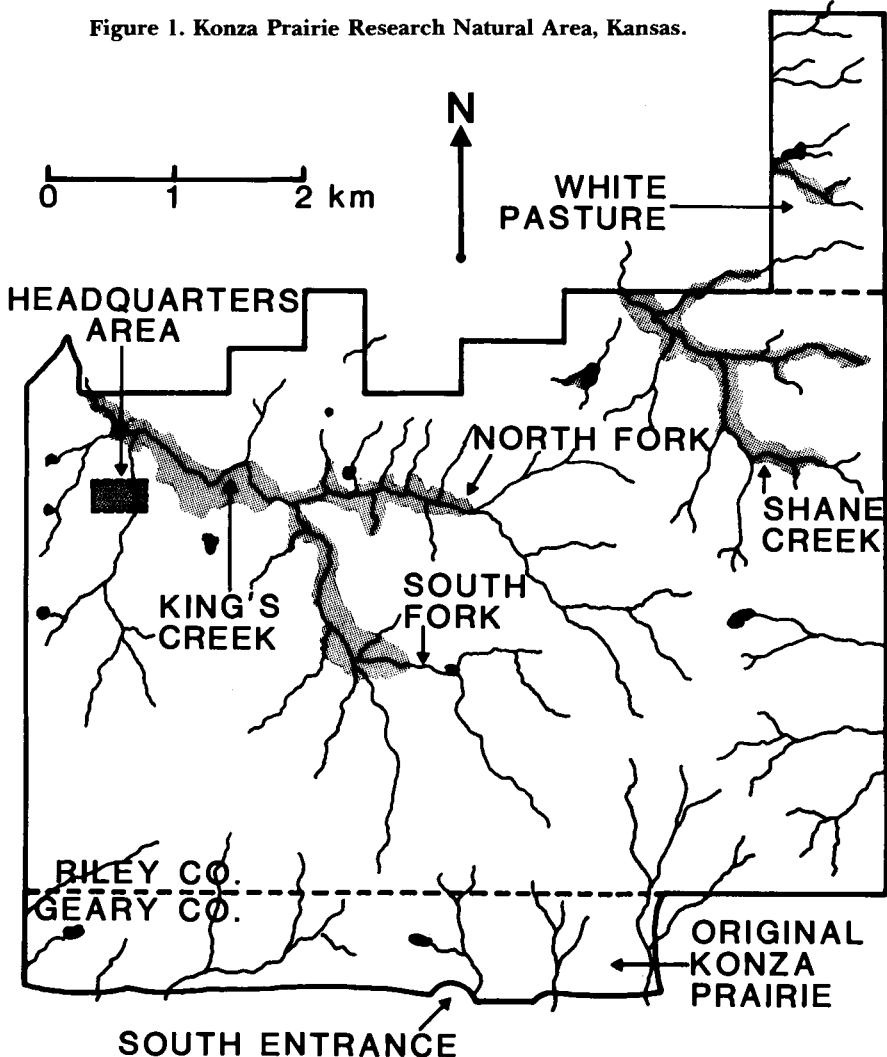 Figure 1. Konza Prairie Research Natural Area, Kansas.
N
0 1 2 km
WHITE
PASTURE
HEADQUARTERS
AREA
NORTH FORK
SHANE
CREEK
KING'S
CREEK
SOUTH
FORK
RILEY CO.
GEARY CO.
ORIGINAL
KONZA
PRAIRIE
SOUTH ENTRANCE